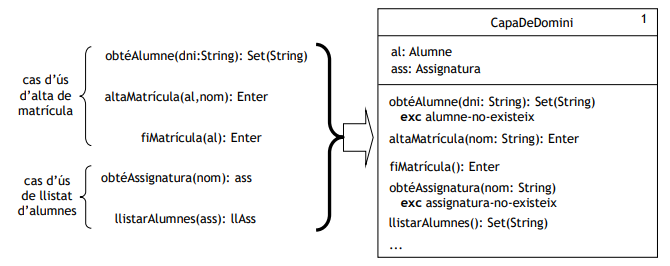 cas d'ús
d'alta de
matrícula
obtéAlumne(dni:String): Set(String)
altaMatrícula(al,nom): Enter
fiMatrícula(al): Enter
cas d'ús
de llistat
d'alumnes
obtéAssignatura(nom): ass
llistarAlumnes(ass): llAss
CapaDeDomini 1
al: Alumne
ass: Assignatura
obtéAlumne(dni: String): Set(String)
exc alumne-no-existeix
altaMatrícula(nom: String): Enter
fiMatrícula(): Enter
obtéAssignatura(nom: String)
exc assignatura-no-existeix
llistarAlumnes(): Set(String)
...